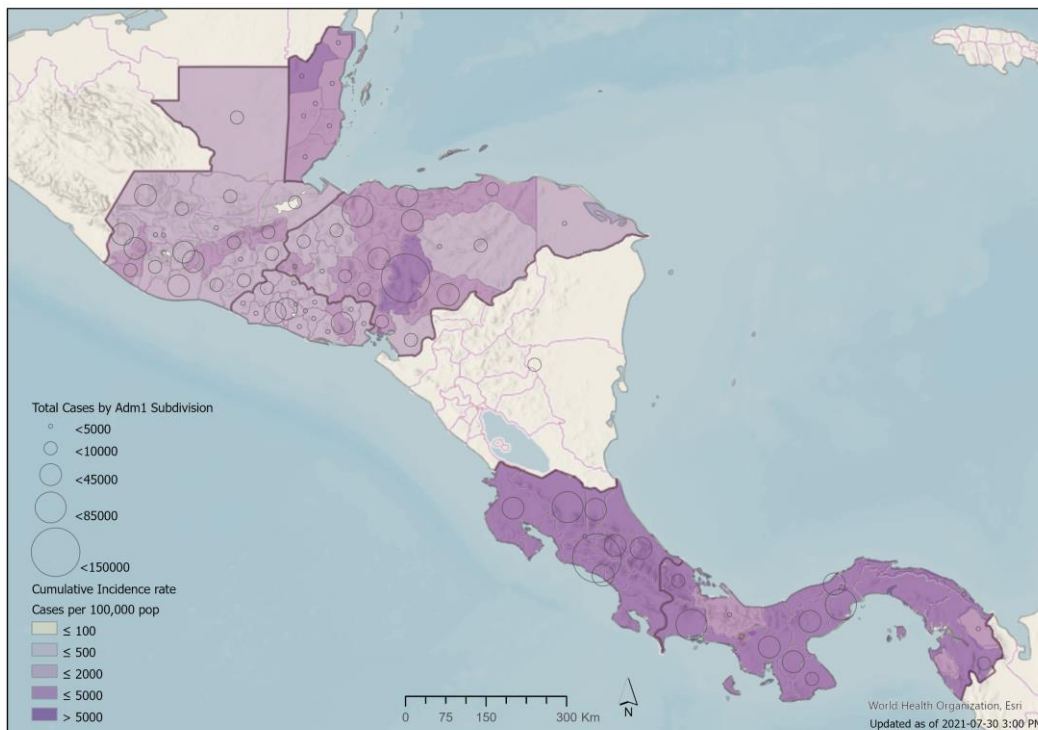 Total Cases by Adm1 Subdivision
<5000
<10000
<45000
<85000
<150000
Cumulative Incidence rate
Cases per 100,000 pop
≤ 100
≤ 500
≤ 2000
≤ 5000
> 5000
0 75 150 300 Km
N
World Health Organization, Esri
Updated as of 2021-07-30 3:00 PM